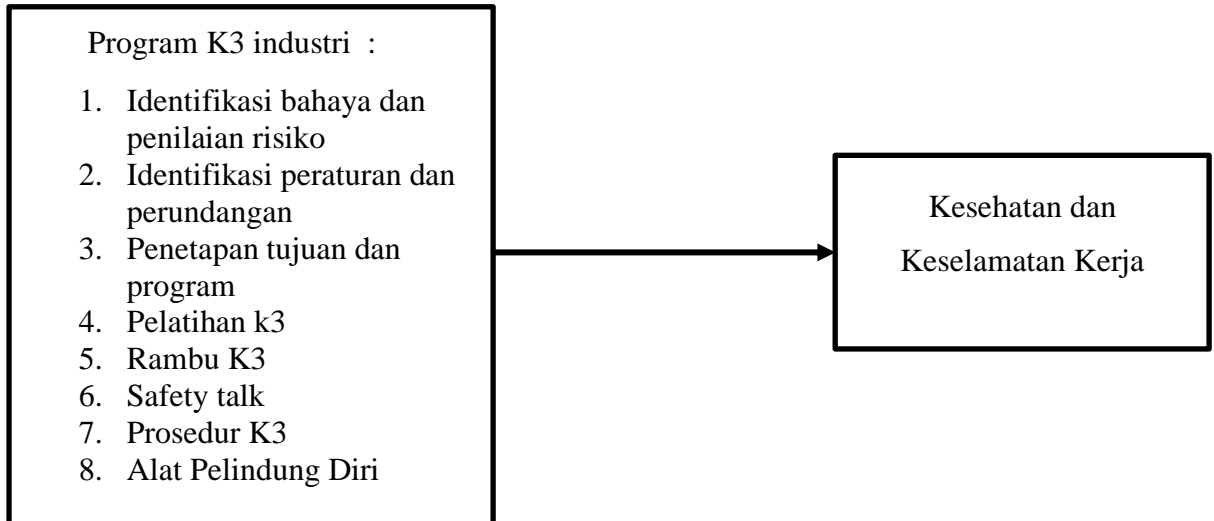 Program K3 industri :
1. Identifikasi bahaya dan
penilaian risiko
2. Identifikasi peraturan dan
perundangan
3. Penetapan tujuan dan
program
4. Pelatihan k3
5. Rambu K3
6. Safety talk
7. Prosedur K3
8. Alat Pelindung Diri
Kesehatan dan
Keselamatan Kerja